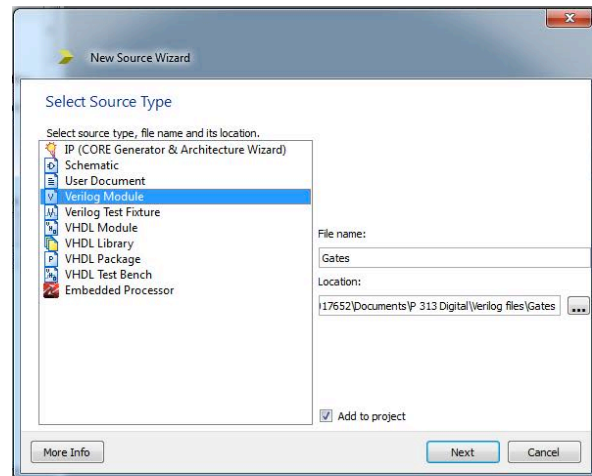 New Source Wizard
Select Source Type
Select source type, file name and its location.
IP (CORE Generator & Architecture Wizard)
Schematic
User Document
Verilog Module
Verilog Test Fixture
VHDL Module
VHDL Library
VHDL Package
VHDL Test Bench
Embedded Processor
File name:
Gates
Location:
17652\Documents\P 313 Digital\Verilog files\Gates
...
Add to project
More Info
Next
Cancel